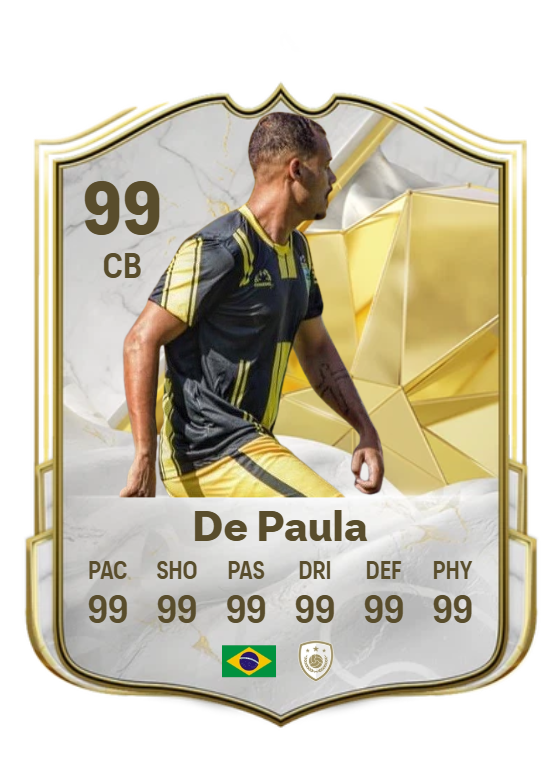 99
CB
De Paula
PAC SHO PAS DRI DEF PHY
99 99 99 99 99 99